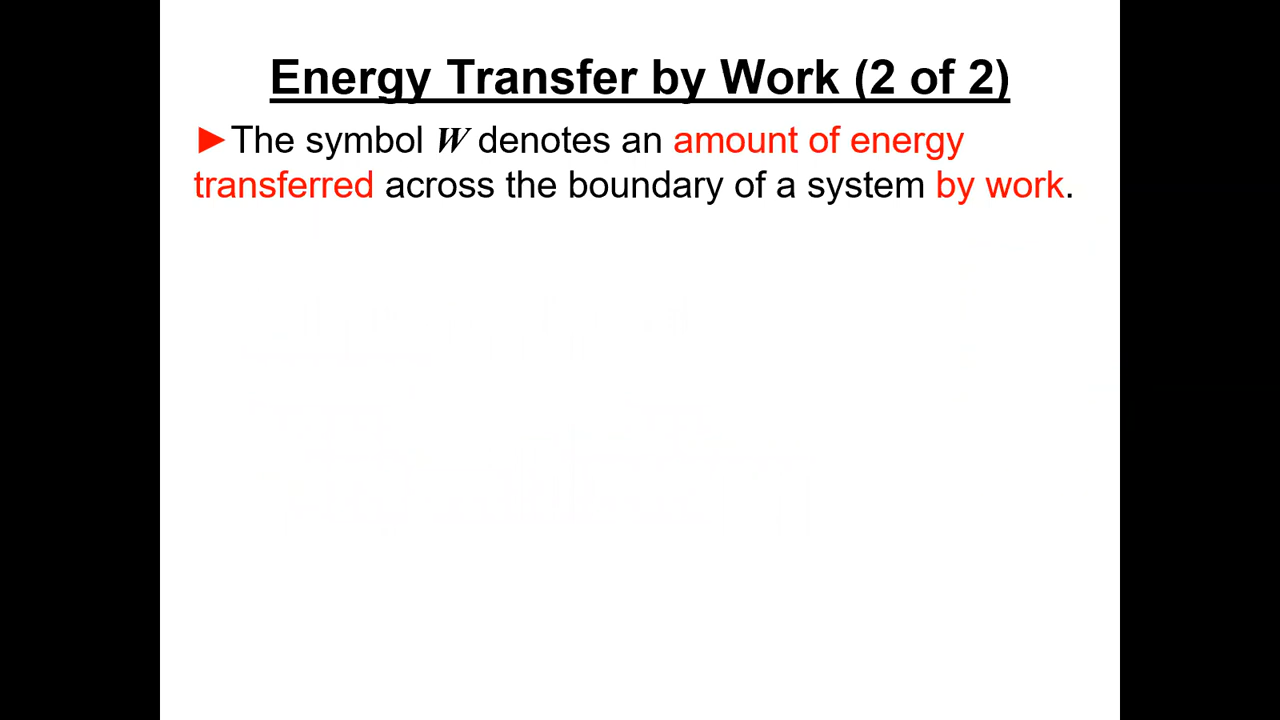 Energy Transfer by Work (2 of 2)
►The symbol W denotes an amount of energy
transferred across the boundary of a system by work.